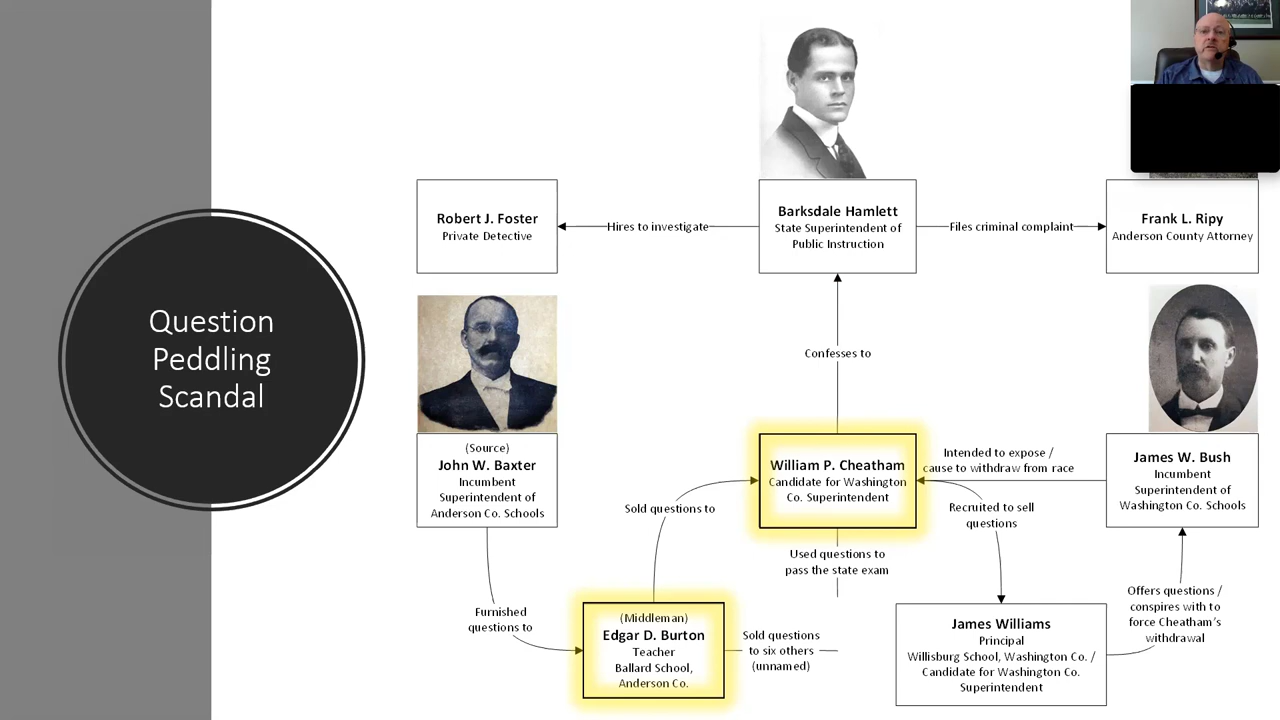 Question
Peddling
Scandal
Robert J. Foster
Private Detective
Hires to investigate
Barksdale Hamlett
State Superintendent of
Public Instruction
Files criminal complaint
Frank L. Ripy
Anderson County Attorney
Confesses to
(Source)
John W. Baxter
Incumbent
Superintendent of
Anderson Co. Schools
Sold questions to
William P. Cheatham
Candidate for Washington
Co. Superintendent
Intended to expose /
cause to withdraw from race
James W. Bush
Incumbent
Superintendent of
Washington Co. Schools
Recruited to sell
questions
Used questions to
pass the state exam
Furnished
questions to
(Middleman)
Edgar D. Burton
Teacher
Ballard School,
Anderson Co.
Sold questions
to six others
(unnamed)
James Williams
Principal
Willisburg School, Washington Co. /
Candidate for Washington Co.
Superintendent
Offers questions /
conspires with to
force Cheatham's
withdrawal